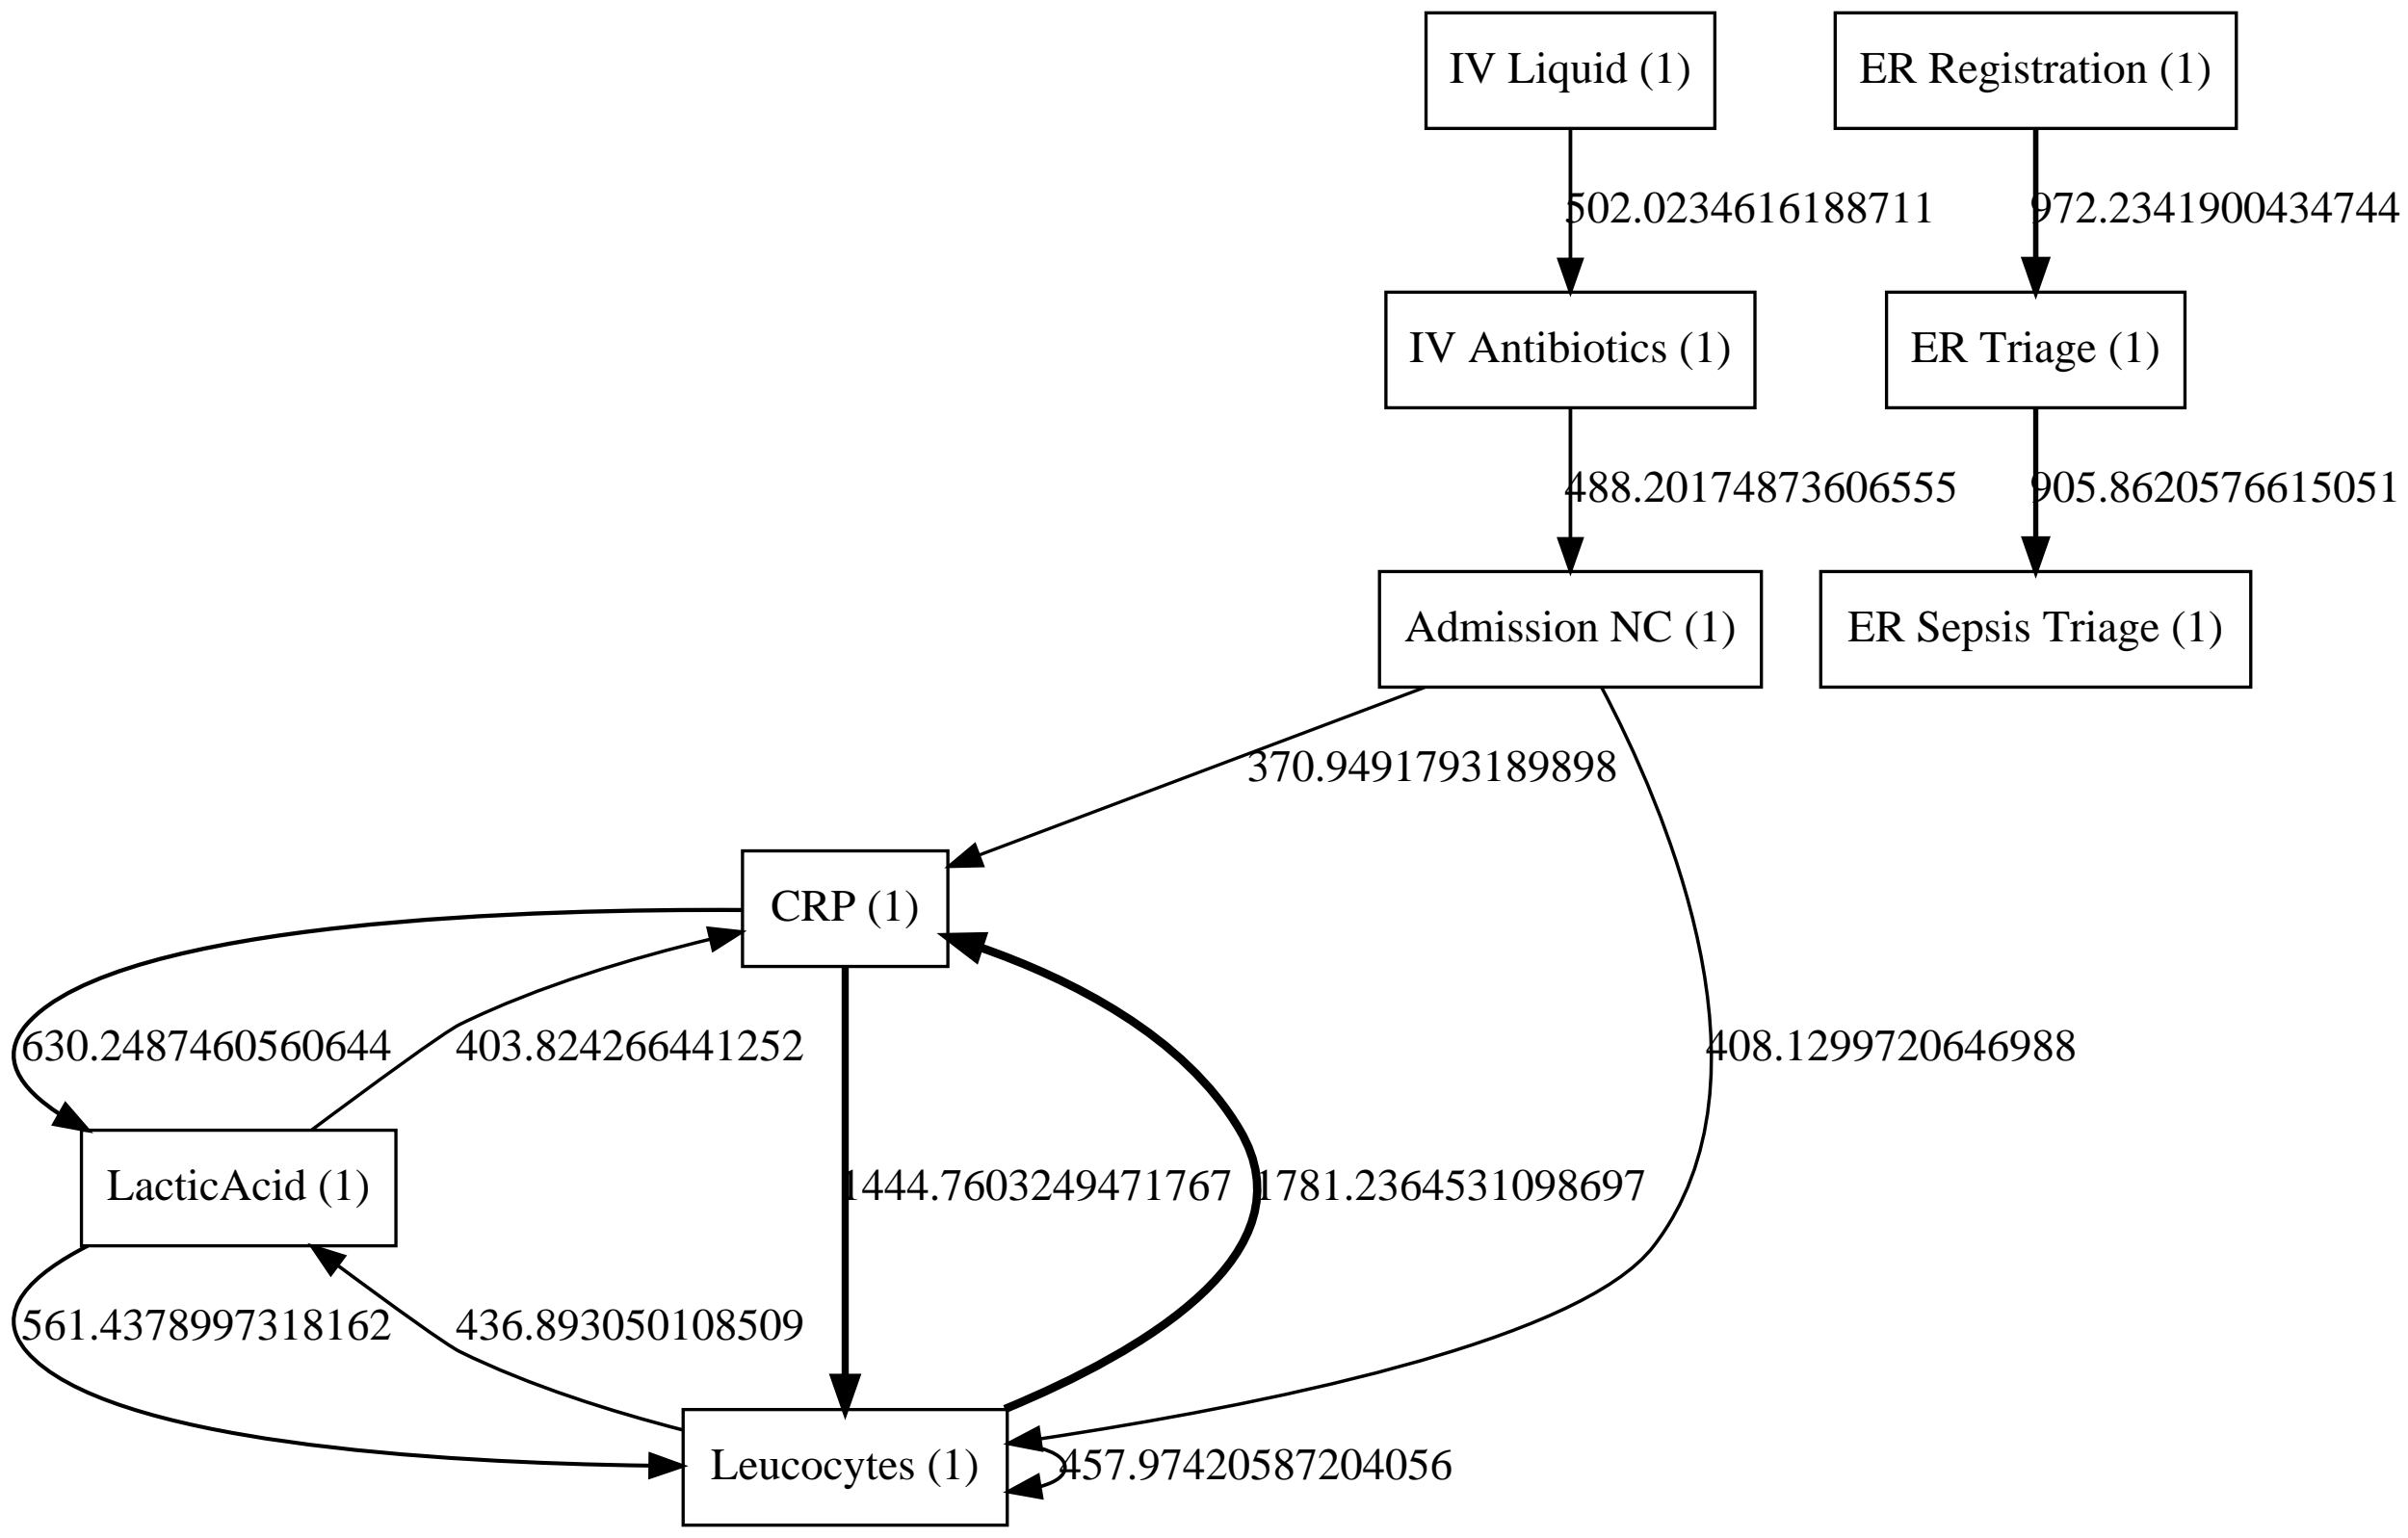 IV Liquid (1)
ER Registration (1)
502.0234616188711
972.2341900434744
IV Antibiotics (1)
ER Triage (1)
488.20174873606555
905.8620576615051
Admission NC (1)
ER Sepsis Triage (1)
370.9491793189898
CRP (1)
630.2487460560644
403.824266441252
408.1299720646988
LacticAcid (1)
1444.7603249471767
1781.2364531098697
561.4378997318162
436.893050108509
Leucocytes (1)
457.97420587204056